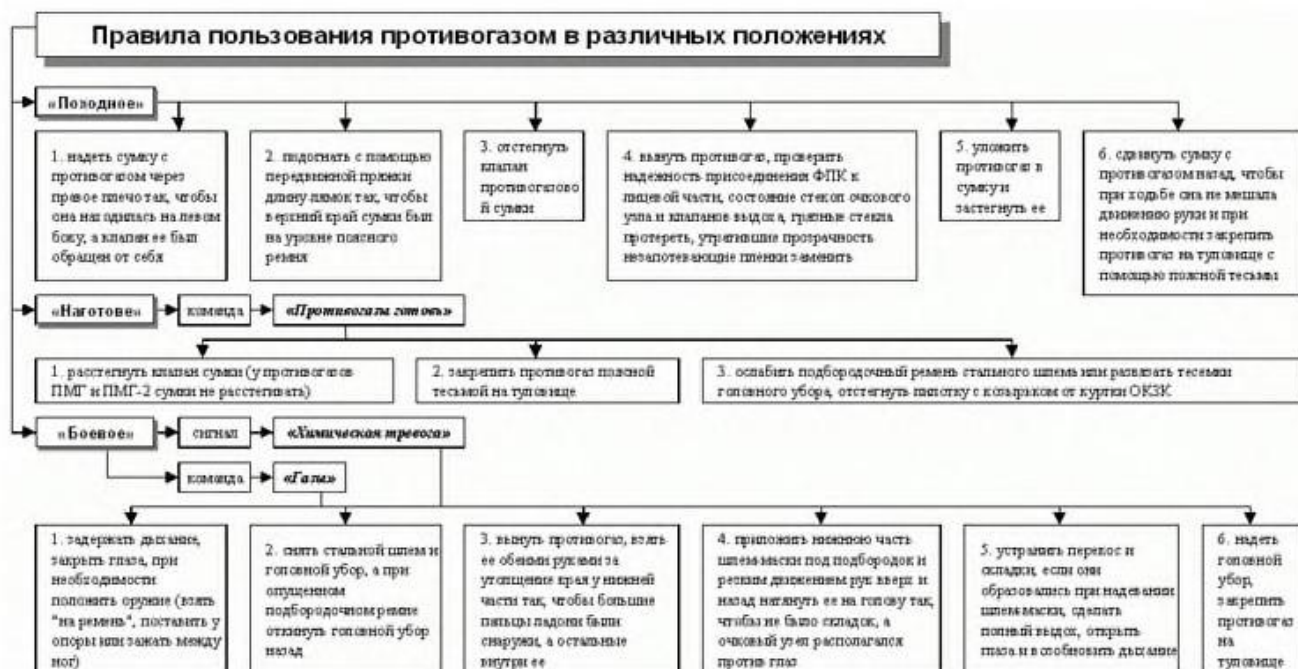 Правила пользования противогазом в различных положениях
«Походное»
1. надеть сумку с
противогазом через
правое плечо так, чтобы
она находилась на левом
боку, а клапан ее был
обращен от себя
2. подогнать с помощью
передвижной пряжки
длину лямок так, чтобы
верхний край сумки был
на уровне поясного
ремня
3. отстегнуть
клапан
противогазово
й сумки
4. вынуть противогаз, проверить
надежность присоединения ФПК к
лицевой части, состояние стекол очкового
узла и клапанов выдоха, грязные стекла
протереть, утратившие прозрачность
незапотевающие пленки заменить
5. уложить
противогаз в
сумку и
застегнуть ее
6. сдвинуть сумку с
противогазом назад, чтобы
при ходьбе она не мешала
движению руки и при
необходимости закрепить
противогаз на туловище с
помощью поясной тесьмы
«Наготове»
команда
«Противогазы готовь»
1. расстегнуть клапан сумки (у противогазов
ПМГ и ПМГ-2 сумки не расстегивать)
2. закрепить противогаз поясной
тесьмой на туловище
3. ослабить подбородочный ремень стального шлема или развязать тесемки
головного убора, отстегнуть пилотку с козырьком от куртки ОКЗК
«Боевое»
сигнал
«Химическая тревога»
команда
«Газы»
1. задержать дыхание,
закрыть глаза, при
необходимости
положить оружие (взять
"на ремень", поставить у
опоры или зажать между
ног)
2. снять стальной шлем и
головной убор, а при
опущенном
подбородочном ремне
откинуть головной убор
назад
3. вынуть противогаз, взять
ее обеими руками за
утолщение края у нижней
части так, чтобы большие
пальцы ладони были
снаружи, а остальные
внутри ее
4. приложить нижнюю часть
шлем-маски под подбородок и
резким движением рук вверх и
назад натянуть ее на голову так,
чтобы не было складок, а
очковый узел располагался
против глаз
5. устранить перекос и
складки, если они
образовались при надевании
шлем-маски, сделать
полный выдох, открыть
глаза и возобновить дыхание
6. надеть
головной
убор,
закрепить
противогаз
на
туловище